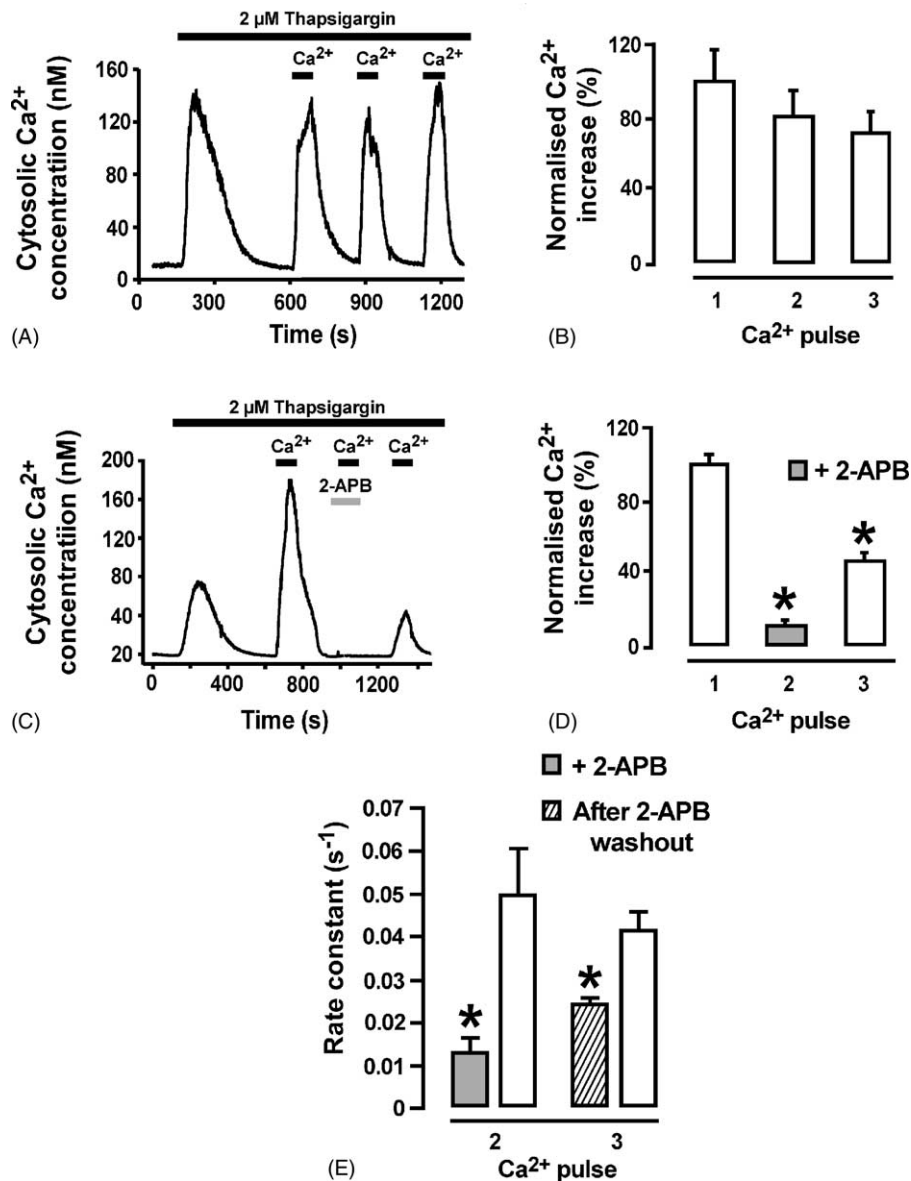 2 µM Thapsigargin
Ca2+ Ca2+ Ca2+
Cytosolic Ca2+
concentratiion (nM)
160
120
80
40
0
0 300 600 900 1200
Time (s)
(A)
Normalised Ca2+
increase (%)
120
80
40
0
1 2 3
Ca2+ pulse
(B)
2 µM Thapsigargin
Ca2+ Ca2+ Ca2+
2-APB
Cytosolic Ca2+
concentratiion (nM)
200
160
120
80
40
20
0 400 800 1200
Time (s)
(C)
Normalised Ca2+
increase (%)
120
80
40
0
+ 2-APB
*
*
1 2 3
Ca2+ pulse
(D)
+ 2-APB
After 2-APB
washout
Rate constant (s-1)
0.07
0.06
0.05
0.04
0.03
0.02
0.01
0
*
*
2 3
Ca2+ pulse
(E)